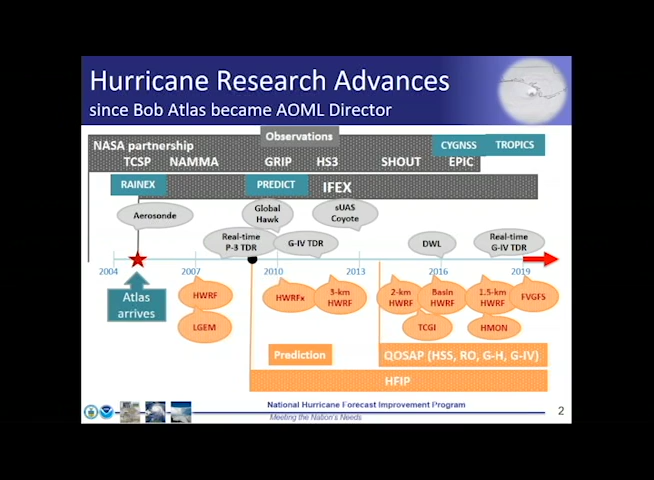 Hurricane Research Advances
since Bob Atlas became AOML Director
Observations
NASA partnership
CYGNSS TROPICS
TCSP NAMMA GRIP HS3 SHOUT EPIC
RAINEX PREDICT IFEX
Aerosonde
Global
Hawk
sUAS
Coyote
Real-time
P-3 TDR
G-IV TDR
DWL
Real-time
G-IV TDR
2004 2007 2010 2013 2016 2019
Atlas
arrives
HWRF
LGEM
HWRFx
3-km
HWRF
2-km
HWRF
Basin
HWRF
1.5-km
HWRF
FVGFS
TCGI
HMON
Prediction
QOSAP (HSS, RO, G-H, G-IV)
HFIP
National Hurricane Forecast Improvement Program
Meeting the Nation's Needs
2